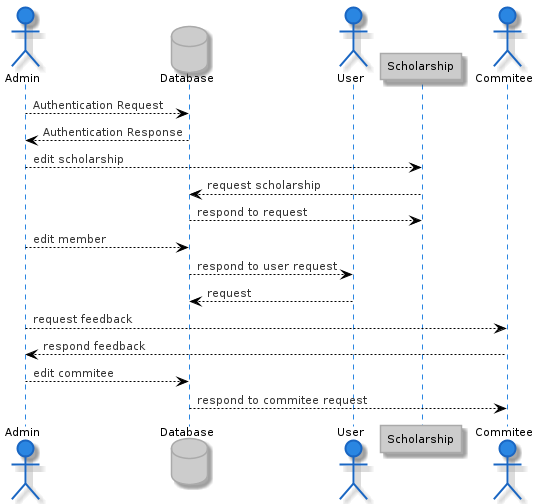 Admin
Database
User
Scholarship
Commitee
Authentication Request
Authentication Response
edit scholarship
request scholarship
respond to request
edit member
respond to user request
request
request feedback
respond feedback
edit commitee
respond to commitee request
Admin
Database
User
Scholarship
Commitee